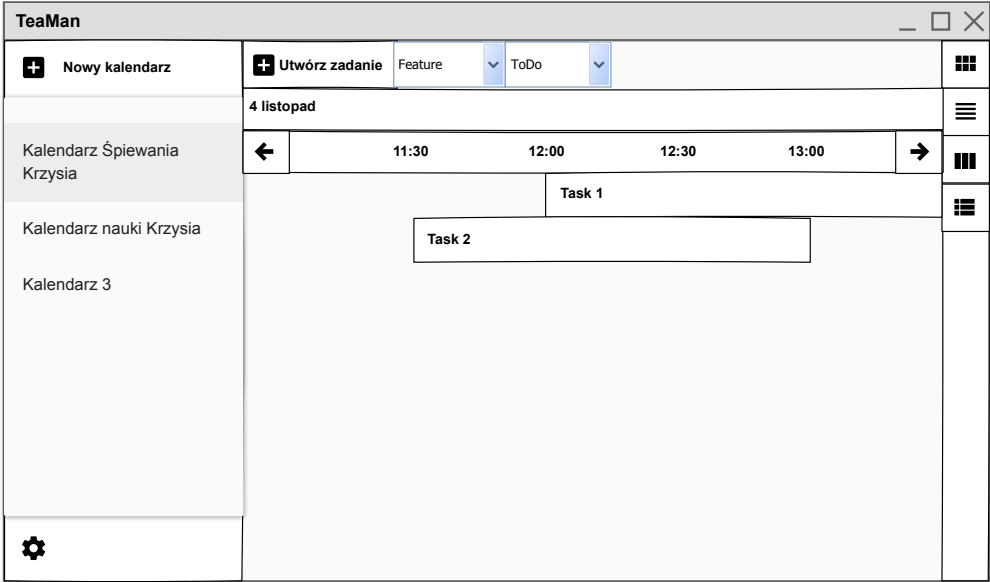 TeaMan
Nowy kalendarz
Utwórz zadanie Feature ToDo
4 listopad
Kalendarz Śpiewania
Krzysia
11:30 12:00 12:30 13:00
Task 1
Kalendarz nauki Krzysia
Task 2
Kalendarz 3